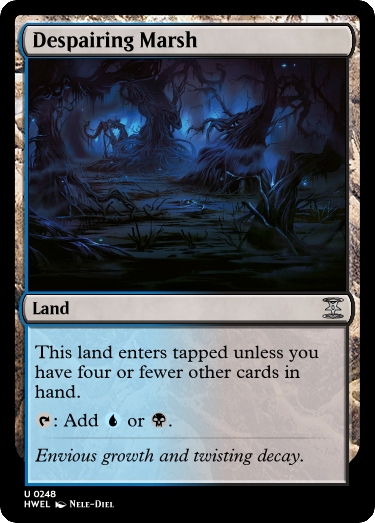 Despairing Marsh
Land
This land enters tapped unless you
have four or fewer other cards in
hand.
: Add or .
Envious growth and twisting decay.
U 0248
HWEL Nele-Diel